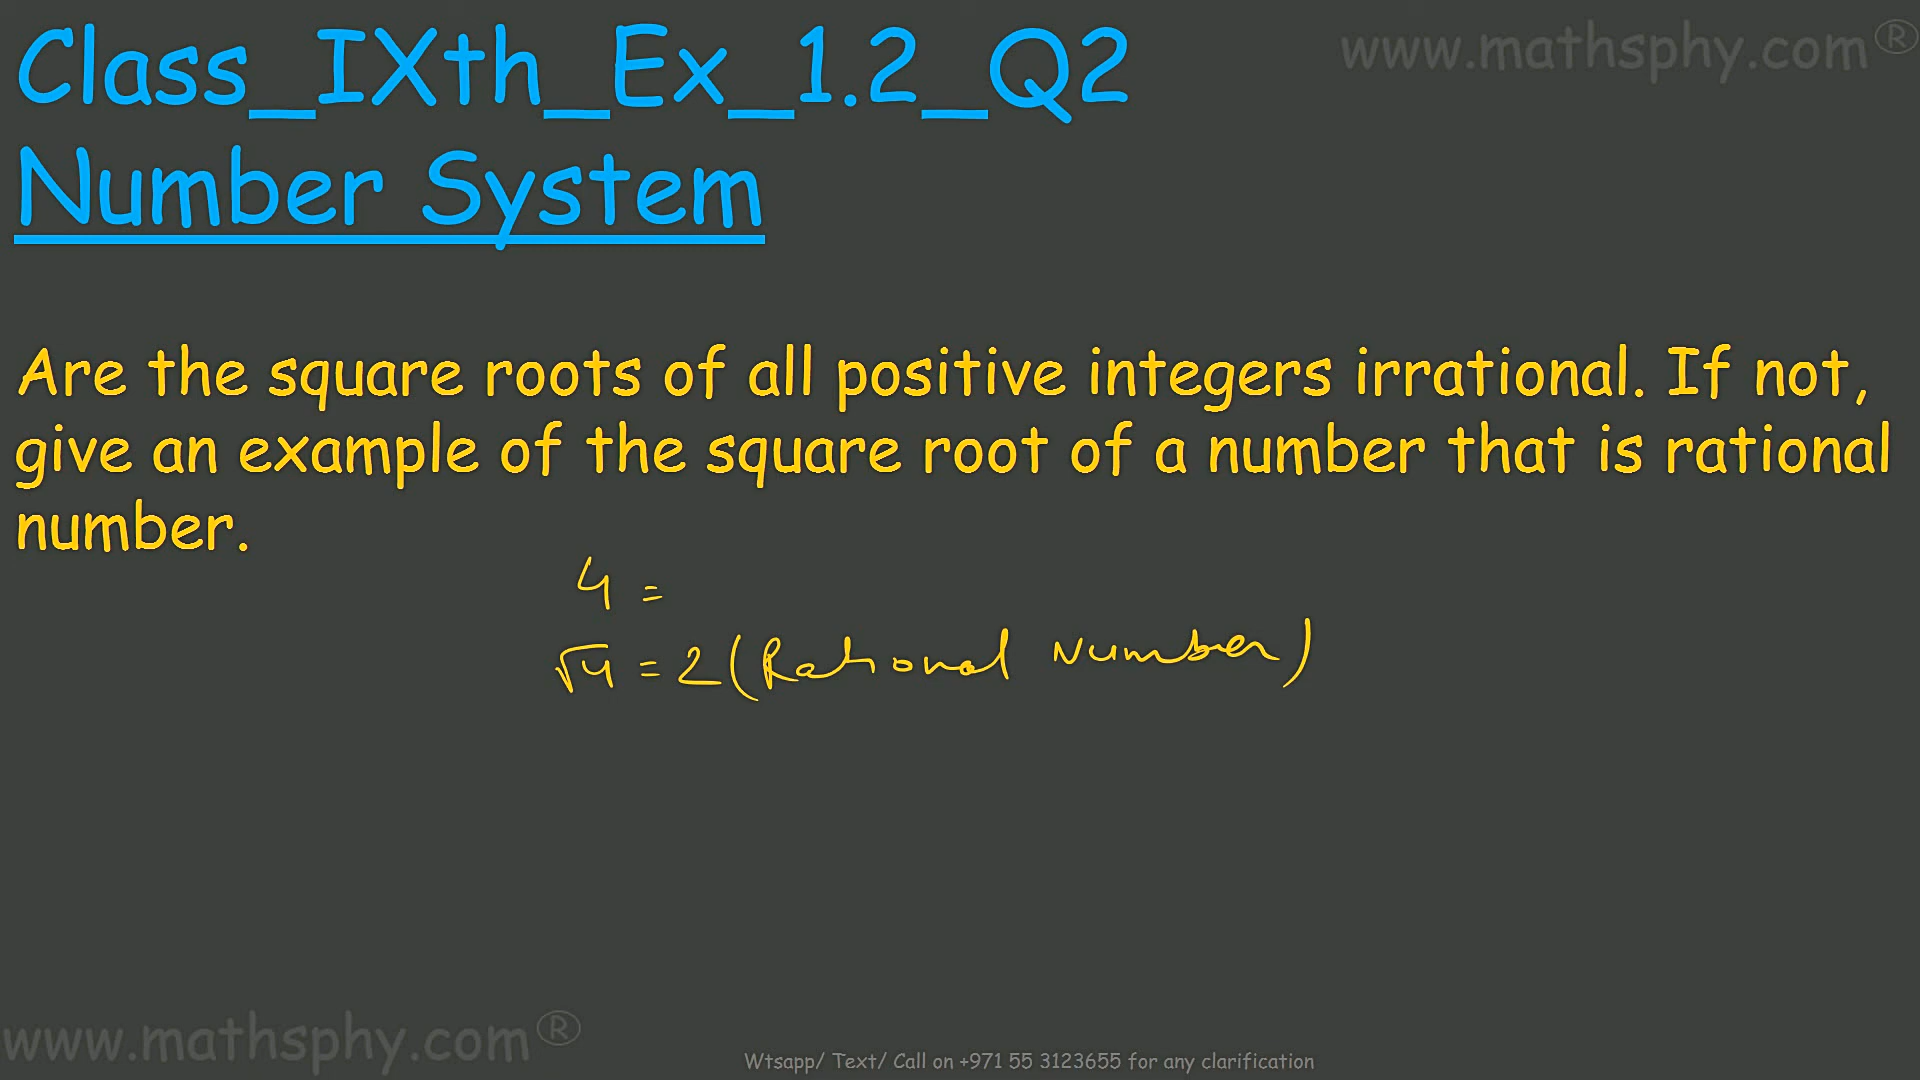 Class_IXth_Ex_1.2_Q2
www.mathsphy.com®
Number System
Are the square roots of all positive integers irrational. If not,
give an example of the square root of a number that is rational
number.
4 =
√4 = 2 (Rational Number)
www.mathsphy.com®
Wtsapp/ Text/ Call on +971 55 3123655 for any clarification